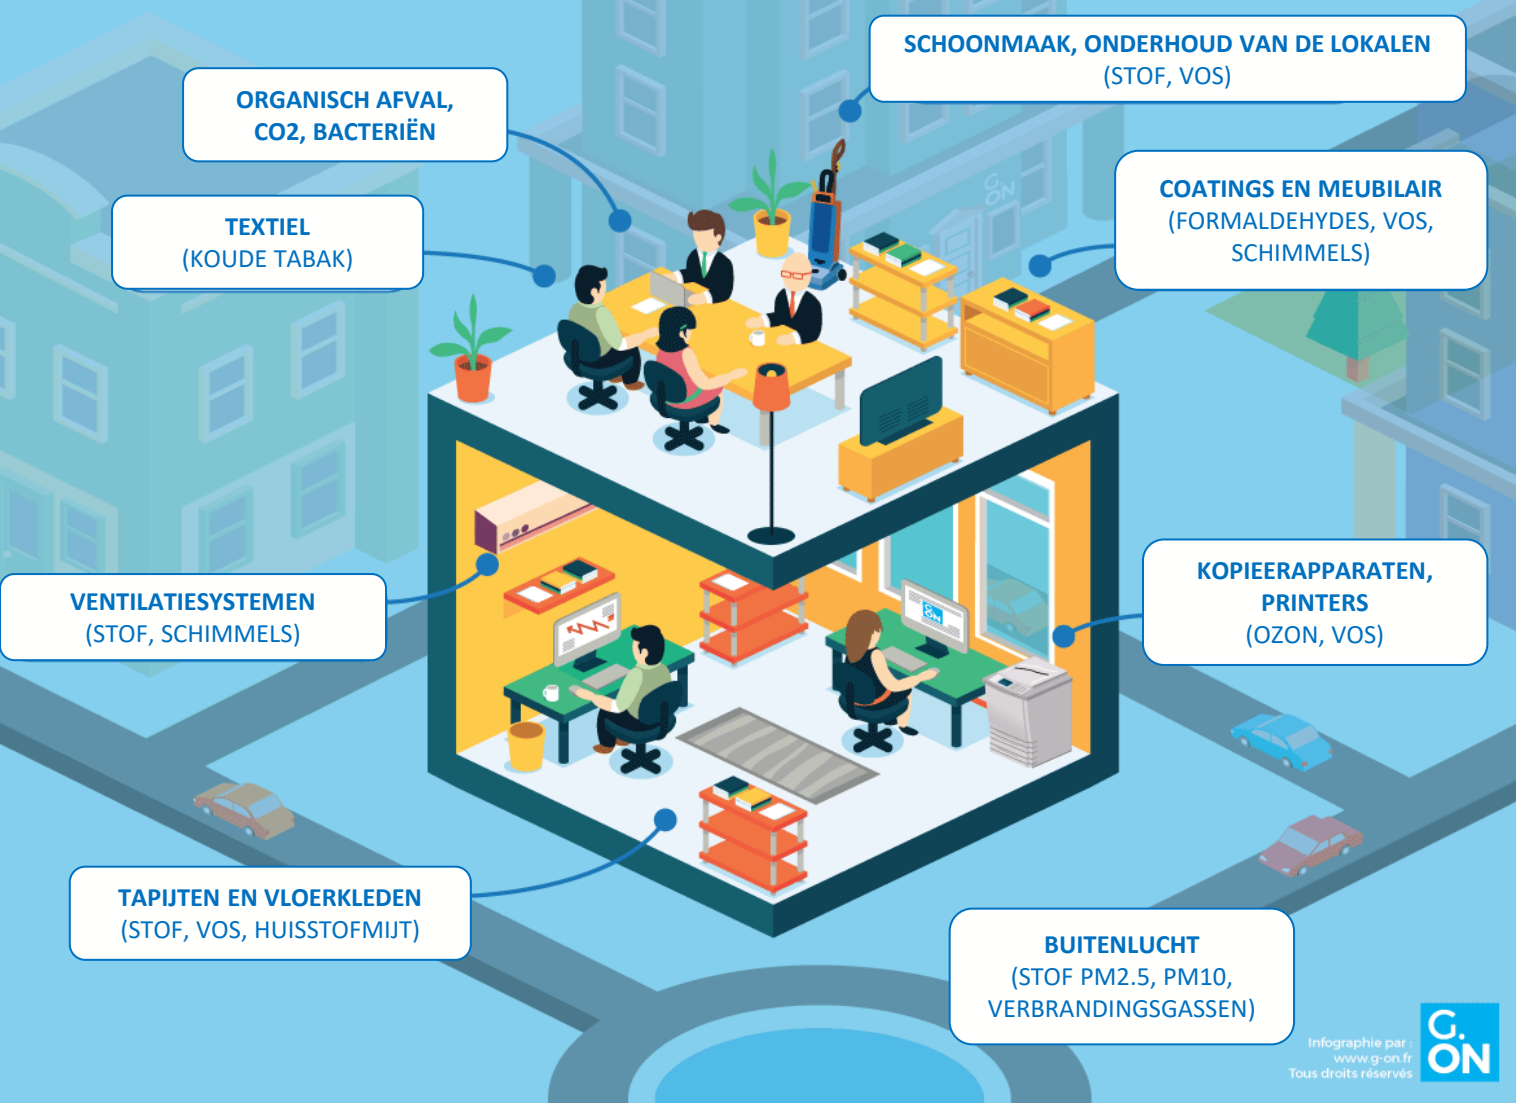 SCHOONMAAK, ONDERHOUD VAN DE LOKALEN
(STOF, VOS)
ORGANISCH AFVAL,
CO2, BACTERIËN
COATINGS EN MEUBILAIR
(FORMALDEHYDES, VOS,
SCHIMMELS)
TEXTIEL
(KOUDE TABAK)
G.
ON
KOPIEERAPPARATEN,
PRINTERS
(OZON, VOS)
VENTILATIESYSTEMEN
(STOF, SCHIMMELS)
G.
ON
TAPIJTEN EN VLOERKLEDEN
(STOF, VOS, HUISSTOFMIJT)
BUITENLUCHT
(STOF PM2.5, PM10,
VERBRANDINGSGASSEN)
Infographie par :
www.g-on.fr
Tous droits réservés
G.
ON